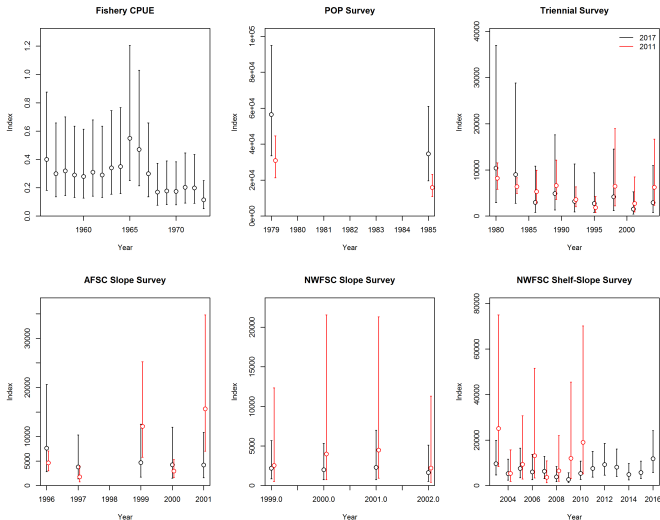 Fishery CPUE
POP Survey
Triennial Survey
Index
0.0 0.2 0.4 0.6 0.8 1.0 1.2
1960 1965 1970
Year
Index
0e+00 2e+04 4e+04 6e+04 8e+04 1e+05
1979 1980 1981 1982 1983 1984 1985
Year
Index
0 10000 20000 30000 40000
2017
2011
1980 1985 1990 1995 2000
Year
AFSC Slope Survey
NWFSC Slope Survey
NWFSC Shelf-Slope Survey
Index
0 5000 10000 20000 30000
1996 1997 1999 2000 2001
Year
Index
0 5000 10000 15000 20000
1999.0 2000.0 2001.0 2002.0
Year
Index
0 20000 40000 60000 80000
2004 2006 2008 2010 2012 2014 2016
Year